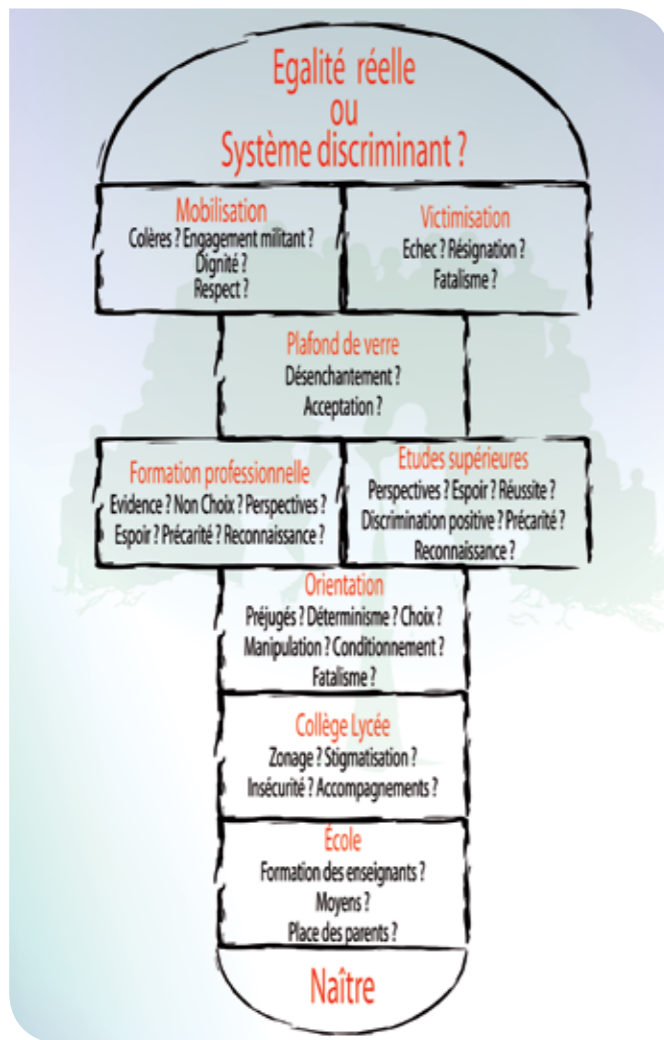 Egalité réelle
ou
Système discriminant ?
Mobilisation
Colères ? Engagement militant ?
Dignité ?
Respect ?
Victimisation
Echec ? Résignation ?
Fatalisme ?
Plafond de verre
Désenchantement ?
Acceptation ?
Formation professionnelle
Evidence ? Non Choix ? Perspectives ?
Espoir ? Précarité ? Reconnaissance ?
Etudes supérieures
Perspectives ? Espoir ? Réussite ?
Discrimination positive ? Précarité ?
Reconnaissance ?
Orientation
Préjugés ? Déterminisme ? Choix ?
Manipulation ? Conditionnement ?
Fatalisme ?
Collège Lycée
Zonage ? Stigmatisation ?
Insécurité ? Accompagnements ?
École
Formation des enseignants ?
Moyens ?
Place des parents ?
Naître